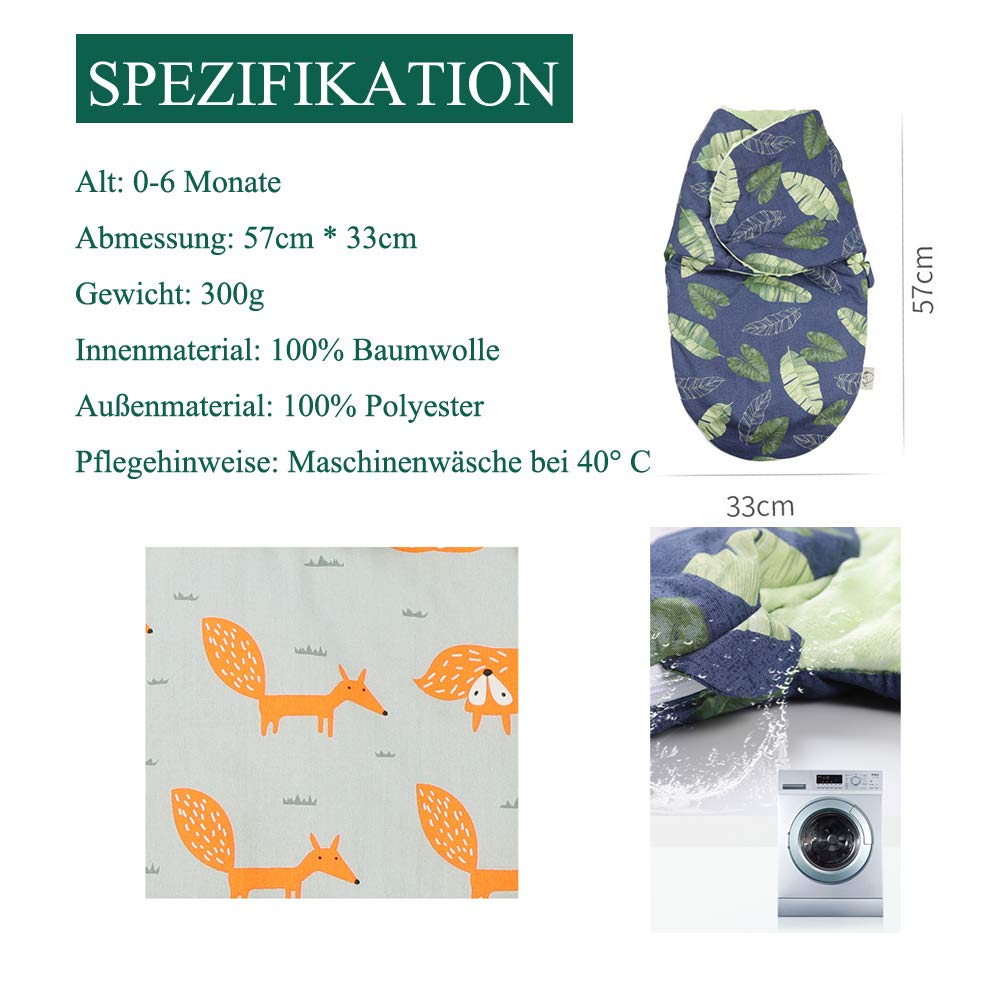 SPEZIFIKATION
Alt: 0-6 Monate
Abmessung: 57cm * 33cm
Gewicht: 300g
Innenmaterial: 100% Baumwolle
Außenmaterial: 100% Polyester
Pflegehinweise: Maschinenwäsche bei 40° C
57cm
33cm